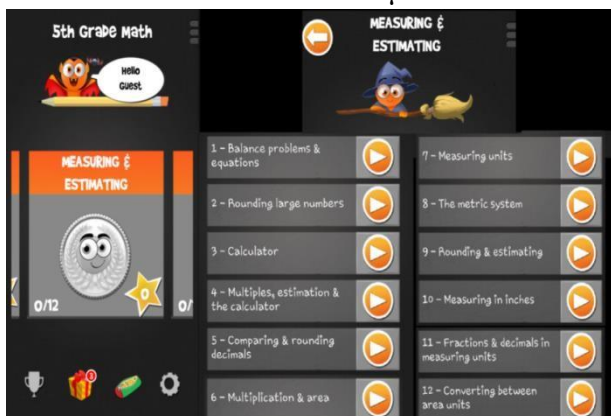 5th Grade Math
Hello
Guest
MEASURING &
ESTIMATING
0
0/12
0/
1
MEASURING &
ESTIMATING
1 - Balance problems &
equations
2 - Rounding large numbers
3 - Calculator
4 - Multiples, estimation &
the calculator
5 - Comparing & rounding
decimals
6 - Multiplication & area
7 - Measuring units
8 - The metric system
9 - Rounding & estimating
10 - Measuring in inches
11 - Fractions & decimals in
measuring units
12 - Converting between
area units